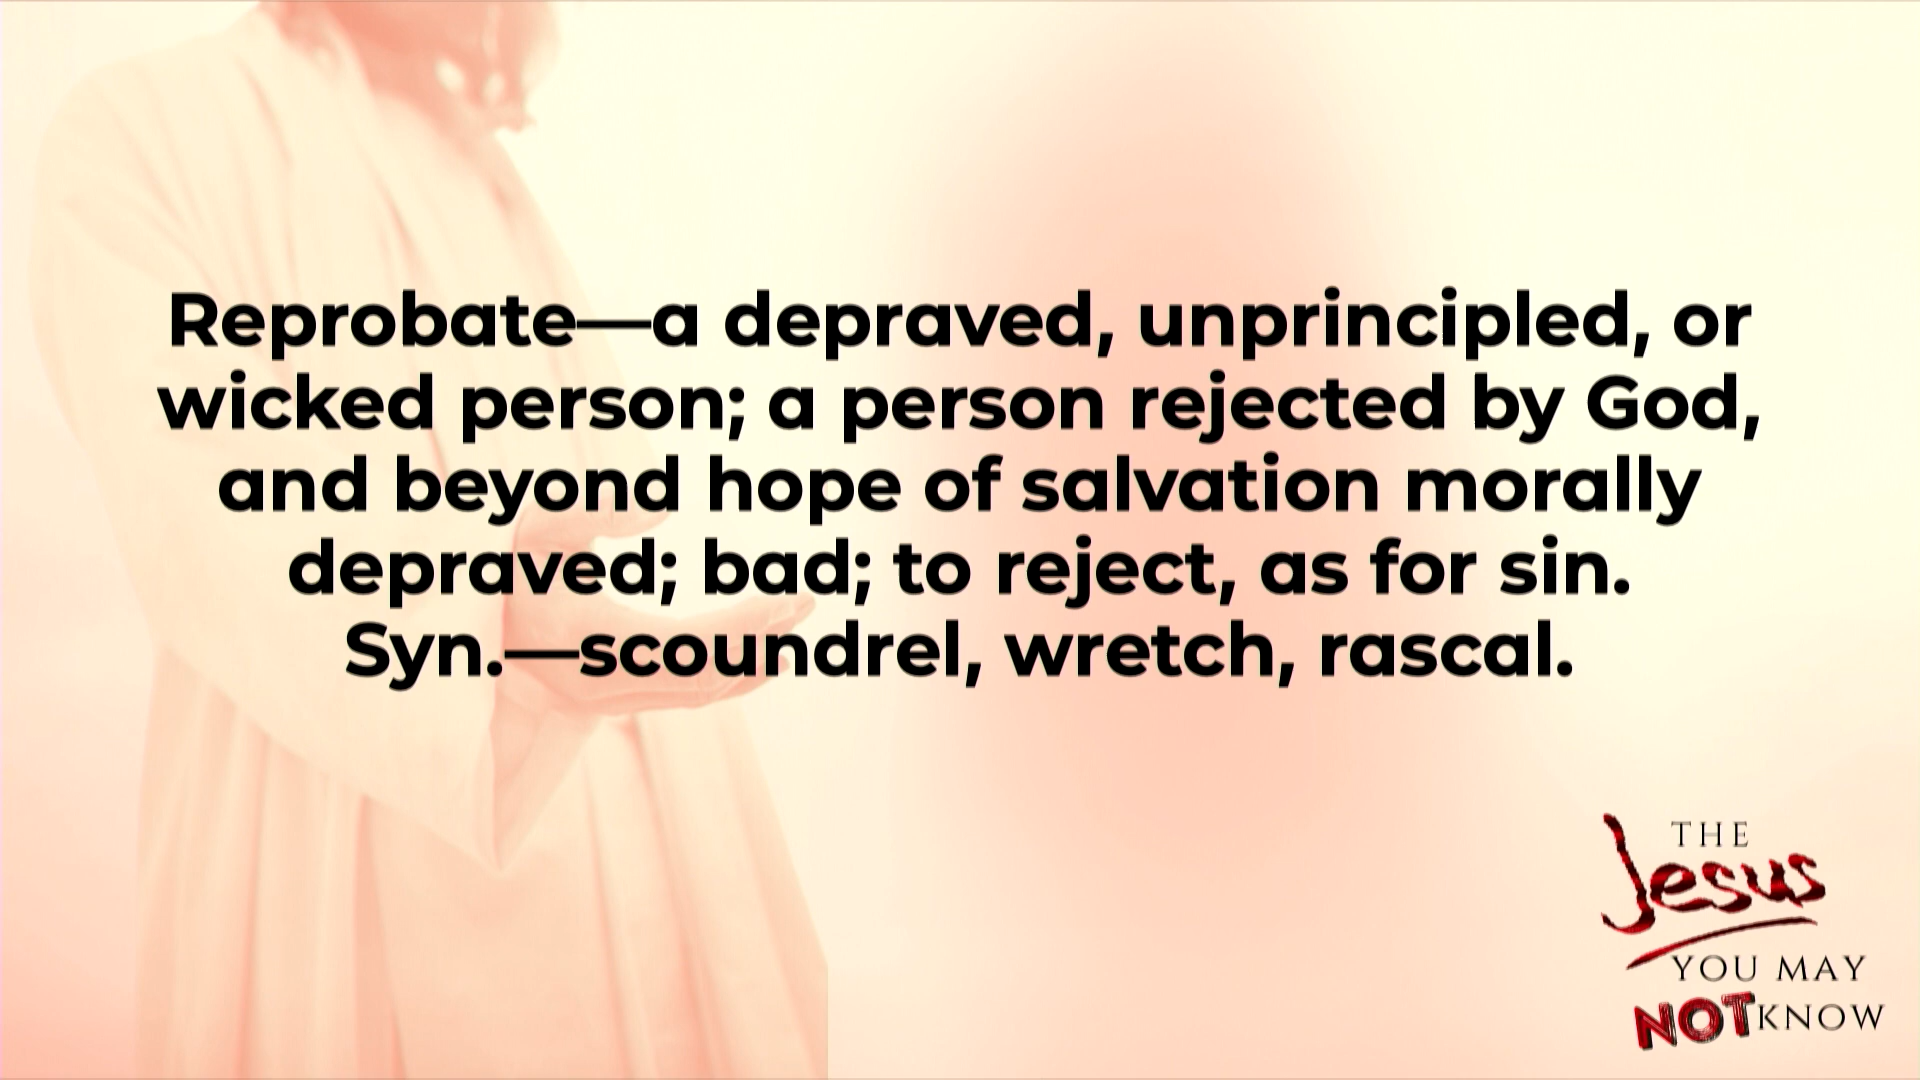 Reprobate—a depraved, unprincipled, or
wicked person; a person rejected by God,
and beyond hope of salvation morally
depraved; bad; to reject, as for sin.
Syn.—scoundrel, wretch, rascal.
THE
Jesus
YOU MAY
NOT KNOW